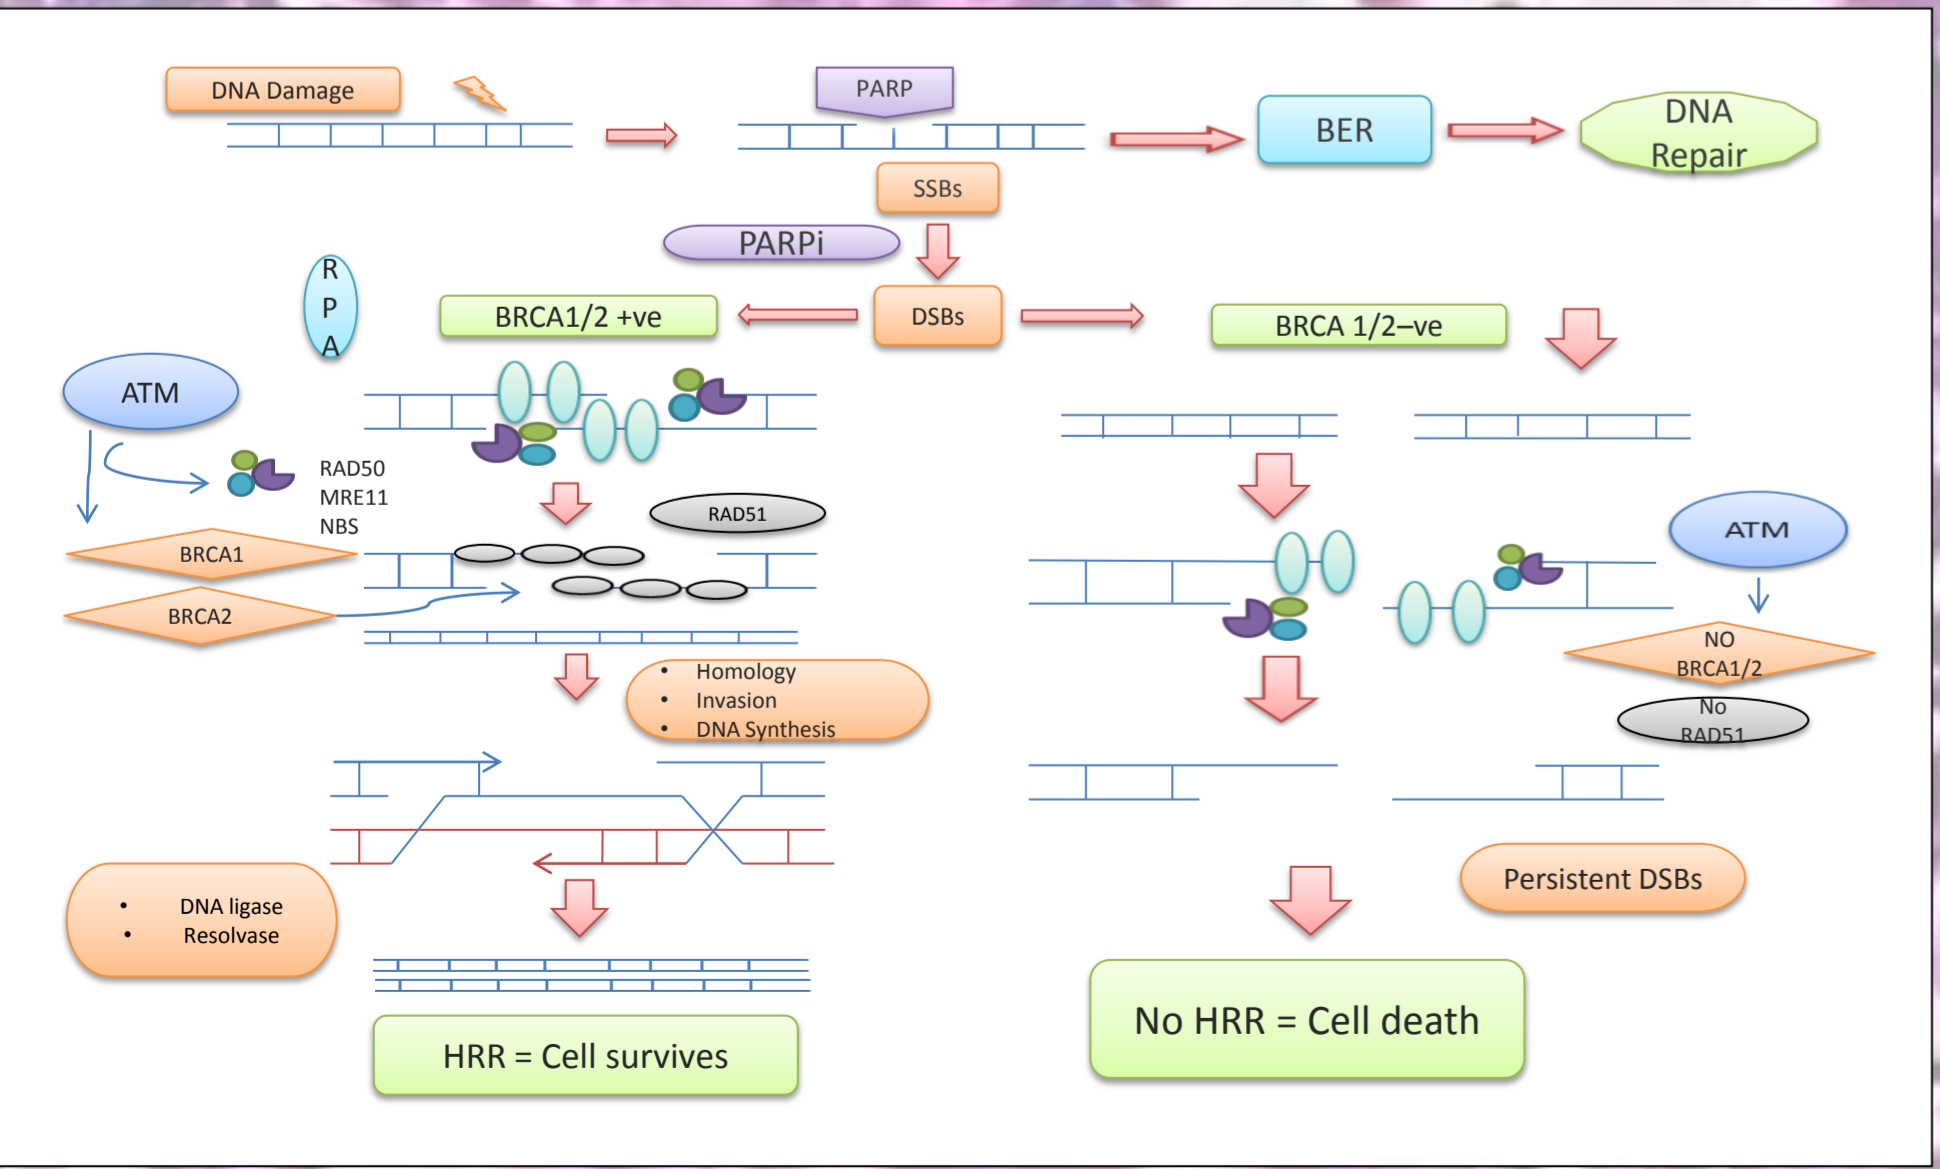 DNA Damage
PARP
BER
DNA
Repair
SSBs
PARPi
R
P
A
BRCA1/2 +ve
DSBs
BRCA 1/2–ve
ATM
RAD50
MRE11
NBS
RAD51
BRCA1
BRCA2
• Homology
• Invasion
• DNA Synthesis
• DNA ligase
• Resolvase
HRR = Cell survives
ATM
NO
BRCA1/2
No
RAD51
Persistent DSBs
No HRR = Cell death